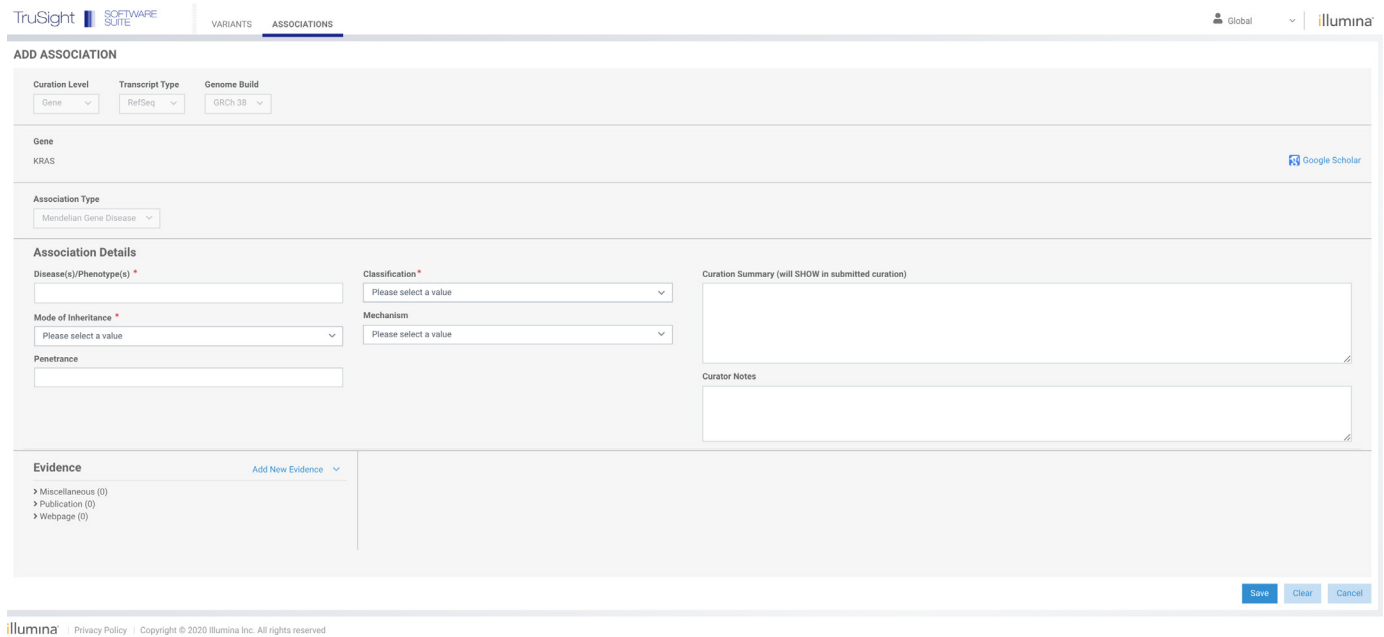 TruSight SOFTWARE SUITE VARIANTS ASSOCIATIONS Global illumina®
ADD ASSOCIATION
Curation Level Transcript Type Genome Build
Gene RefSeq GRCh 38
Gene
KRAS Google Scholar
Association Type
Mendelian Gene Disease
Association Details
Disease(s)/Phenotype(s) * Classification * Curation Summary (will SHOW in submitted curation)
Please select a value
Mode of Inheritance * Mechanism
Please select a value Please select a value
Penetrance
Curator Notes
Evidence Add New Evidence
Miscellaneous (0)
Publication (0)
Webpage (0)
Save Clear Cancel
illumina® | Privacy Policy | Copyright © 2020 Illumina Inc. All rights reserved